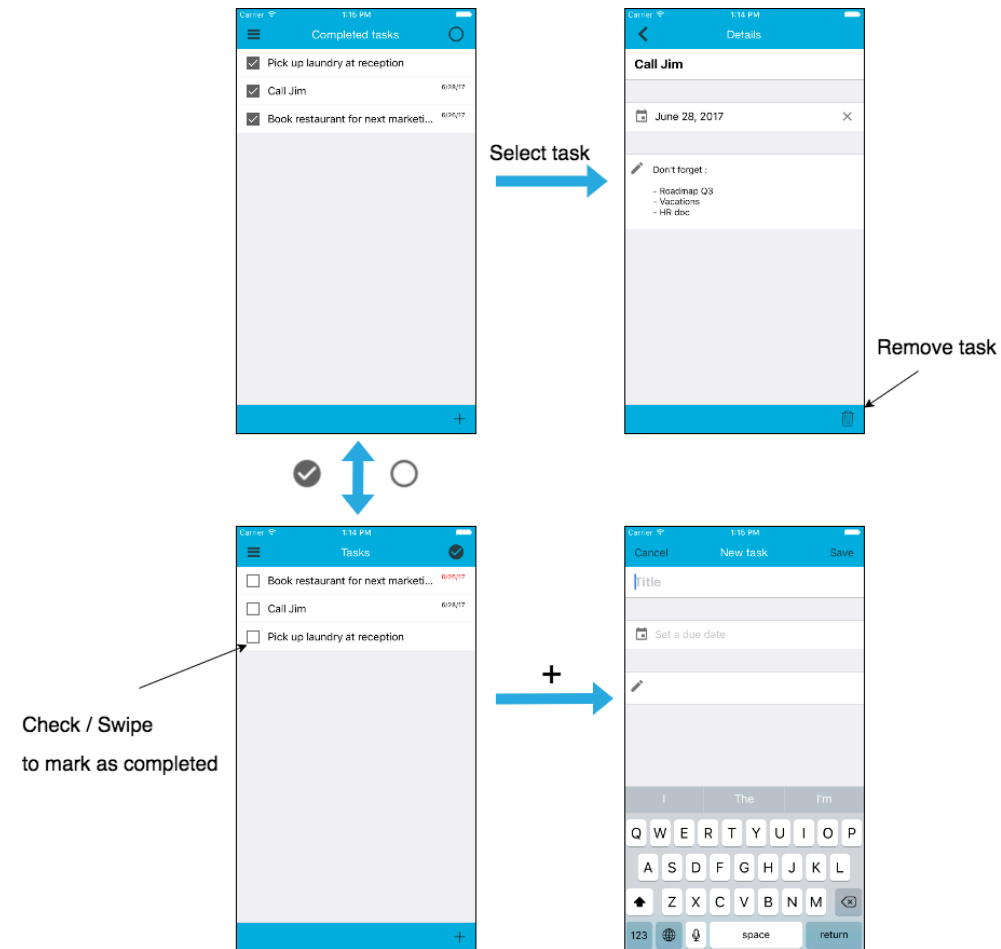 Carrier 1:15 PM
Completed tasks
Pick up laundry at reception
Call Jim 6/28/17
Book restaurant for next marketi... 6/26/17
Select task
Carrier 1:14 PM
Details
Call Jim
June 28, 2017
Don't forget :
- Roadmap Q3
- Vacations
- HR doc
Remove task
+
Carrier 1:14 PM
Tasks
Book restaurant for next marketi... 6/26/17
Call Jim 6/28/17
Pick up laundry at reception
Check / Swipe
to mark as completed
+
+
Carrier 1:15 PM
Cancel New task Save
Title
Set a due date
I The I'm
Q W E R T Y U I O P
A S D F G H J K L
Z X C V B N M
123 space return